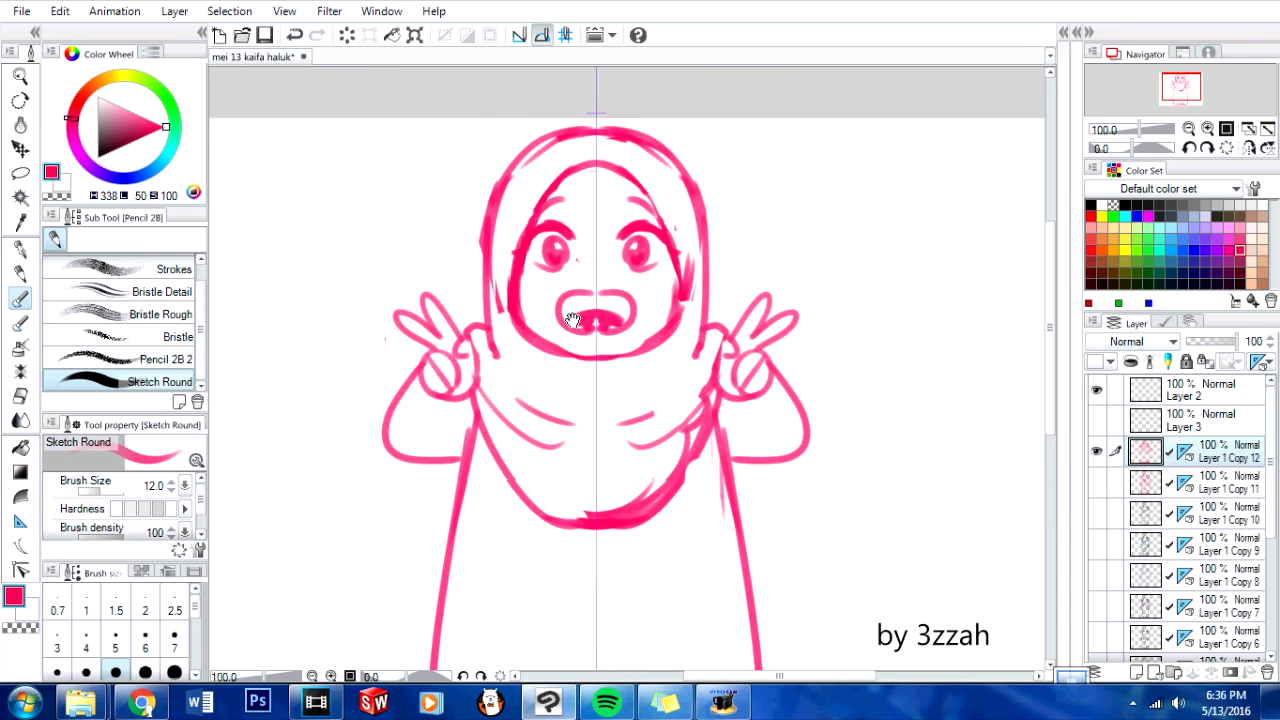 File Edit Animation Layer Selection View Filter Window Help
Color Wheel
mei 13 kaifa haluk*
Navigator
338 50 100
100.0
0.0
Color Set
Default color set
Sub Tool [Pencil 2B]
Strokes
Bristle Detail
Bristle Rough
Bristle
Pencil 2B 2
Sketch Round
Tool property [Sketch Round]
Sketch Round
Brush Size 12.0
Hardness
Brush density 100
Brush size
0.7 1 1.5 2 2.5
3 4 5 6 7
Layer
Normal 100
100 % Normal
Layer 2
100 % Normal
Layer 3
100 % Normal
Layer 1 Copy 12
100 % Normal
Layer 1 Copy 11
100 % Normal
Layer 1 Copy 10
100 % Normal
Layer 1 Copy 9
100 % Normal
Layer 1 Copy 8
100 % Normal
Layer 1 Copy 7
100 % Normal
Layer 1 Copy 6
by 3zzah
100.0 0.0
W Ps SW
6:36 PM
5/13/2016